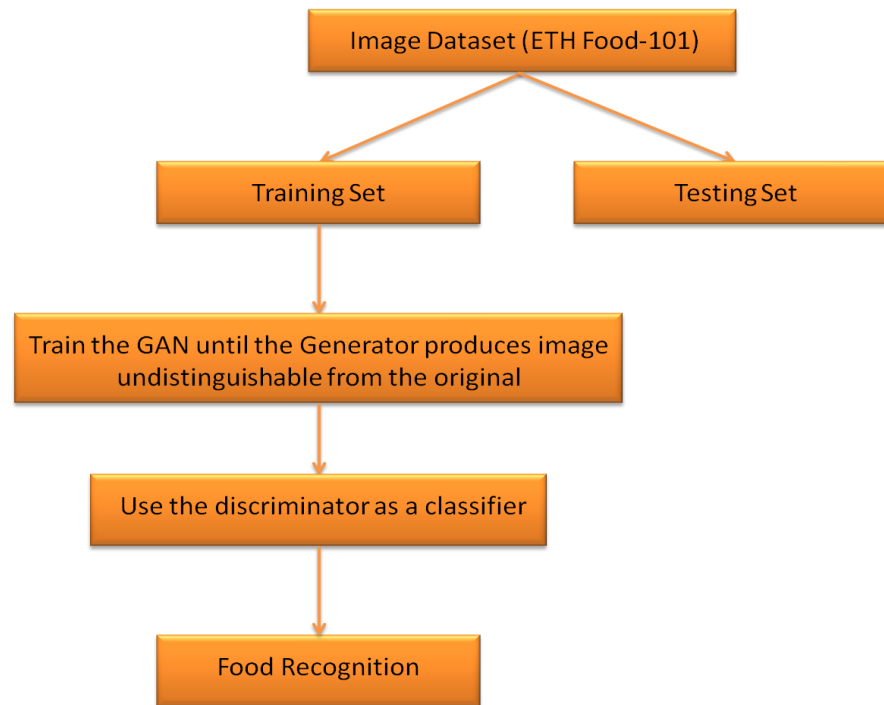 Image Dataset (ETH Food-101)
Training Set
Testing Set
Train the GAN until the Generator produces image
undistinguishable from the original
Use the discriminator as a classifier
Food Recognition